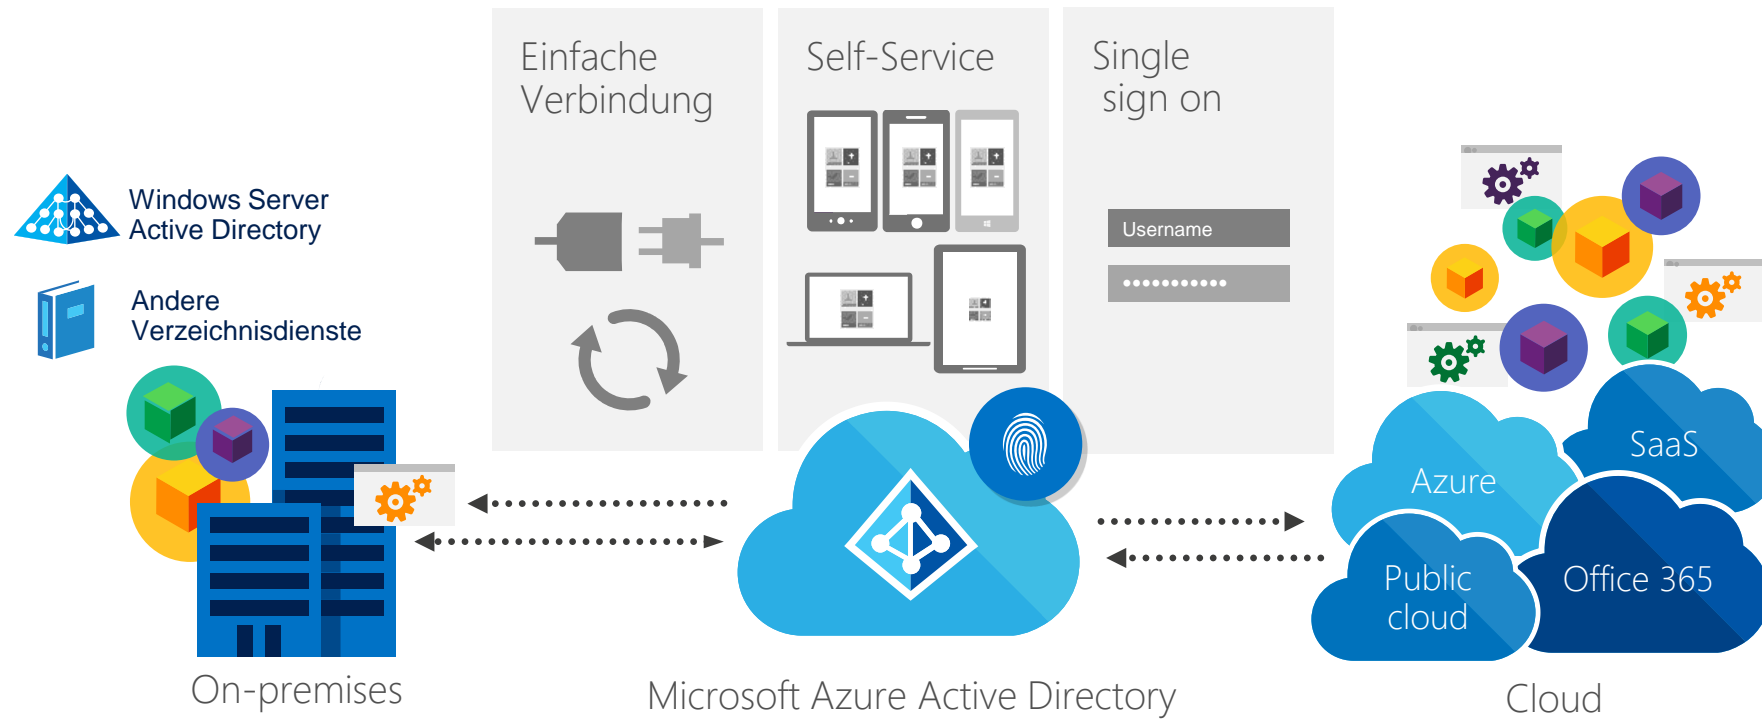 Einfache
Verbindung
Self-Service
Single
sign on
Windows Server
Active Directory
Andere
Verzeichnisdienste
Username
SaaS
Azure
Public
cloud
Office 365
On-premises
Microsoft Azure Active Directory
Cloud